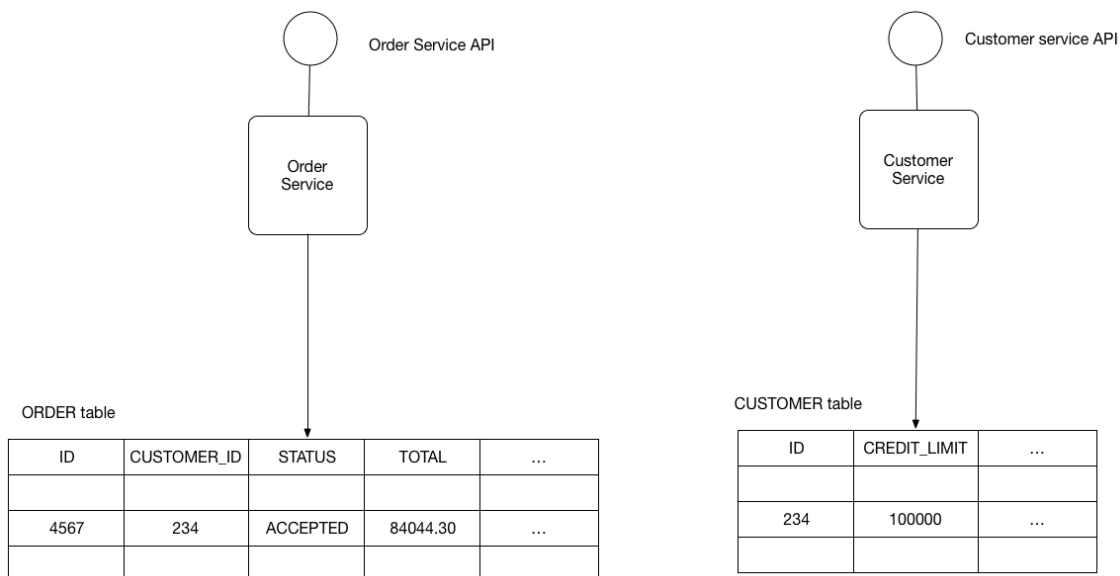 Order Service API
Customer service API
Order
Service
Customer
Service
ORDER table
ID CUSTOMER_ID STATUS TOTAL ...
4567 234 ACCEPTED 84044.30 ...
CUSTOMER table
ID CREDIT_LIMIT ...
234 100000 ...